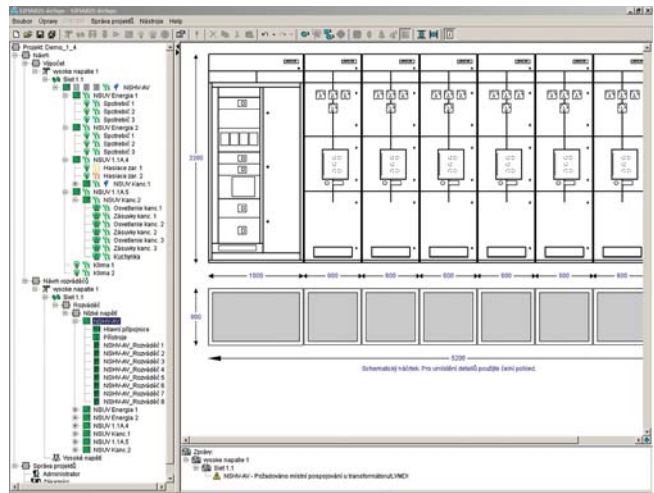 SIMARIS design - SIMARIS design
Soubor Úpravy Správa projektů Nástroje Help
Projekt Demo_1_4
Návrh
Výpočet
vysoke napatie 1
Siet 1.1
NSHV-AV
NSUV Energia 1
Spotrebič 1
Spotrebič 2
Spotrebič 3
NSUV Energia 2
Spotrebič 1
Spotrebič 2
Spotrebič 3
NSUV 1.1A.4
Hasiace zar. 1
Hasiace zar. 2
NSUV Kanc.1
NSUV 1.1A.5
NSUV Kanc.2
Osvetlenie kanc. 1
Zásuvky kanc. 1
Osvetlenie kanc. 2
Zásuvky kanc. 2
Osvetlenie kanc. 3
Zásuvky kanc. 3
Kuchynka
Klima 1
Klima 2
Návrh rozváděčů
vysoke napatie 1
Siet 1.1
Rozváděč
Nízké napětí
NSHV-AV
Hlavní přípojnice
Přístroje
NSHV-AV_Rozváděč 1
NSHV-AV_Rozváděč 2
NSHV-AV_Rozváděč 3
NSHV-AV_Rozváděč 4
NSHV-AV_Rozváděč 5
NSHV-AV_Rozváděč 6
NSHV-AV_Rozváděč 7
NSHV-AV_Rozváděč 8
NSUV Energia 1
NSUV Energia 2
NSUV 1.1A.4
NSUV Kanc.1
NSUV 1.1A.5
NSUV Kanc.2
Vysoké napětí
Správa projektů
Administrator
2200
600 600 600 600 600
5200
Schematický náčrtek. Pro umístění detailů použijte čelní pohled.
Zprávy:
vysoke napatie 1
Siet 1.1
NSHV-AV - Požadováno místní pospojování u transformátoru/LVMDI